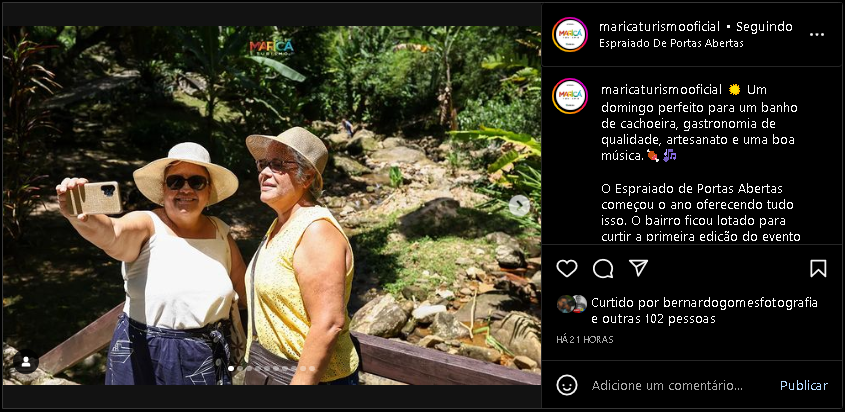 MARICÁ
TURISMO
maricaturismooficial • Seguindo
Espraiado De Portas Abertas
maricaturismooficial ☀️ Um
domingo perfeito para um banho
de cachoeira, gastronomia de
qualidade, artesanato e uma boa
música.🍖🎶
O Espraiado de Portas Abertas
começou o ano oferecendo tudo
isso. O bairro ficou lotado para
curtir a primeira edição do evento
Curtido por bernardogomesfotografia
e outras 102 pessoas
HÁ 21 HORAS
Adicione um comentário... Publicar